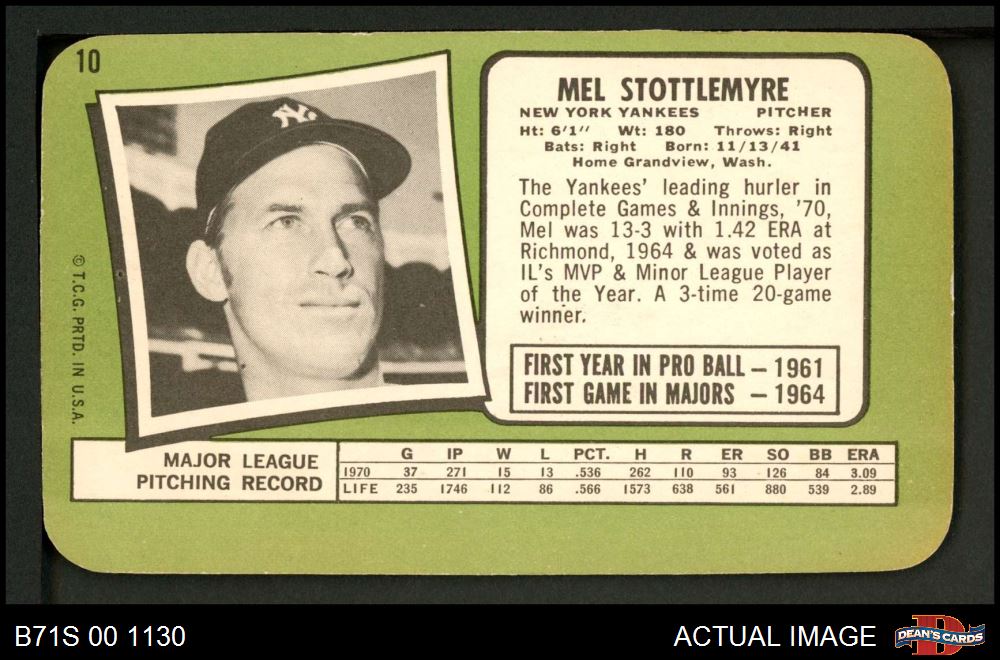 10
N.Y.
MEL STOTTLEMYRE
NEW YORK YANKEES PITCHER
Ht: 6'1" Wt: 180 Throws: Right
Bats: Right Born: 11/13/41
Home Grandview, Wash.
The Yankees' leading hurler in
Complete Games & Innings, '70,
Mel was 13-3 with 1.42 ERA at
Richmond, 1964 & was voted as
IL's MVP & Minor League Player
of the Year. A 3-time 20-game
winner.
FIRST YEAR IN PRO BALL – 1961
FIRST GAME IN MAJORS – 1964
© T.C.G. PRTD. IN U.S.A.
MAJOR LEAGUE
PITCHING RECORD
G IP W L PCT. H R ER SO BB ERA
1970 37 271 15 13 .536 262 110 93 126 84 3.09
LIFE 235 1746 112 86 .566 1573 638 561 880 539 2.89
B71S 00 1130
ACTUAL IMAGE
D
DEAN'S CARDS